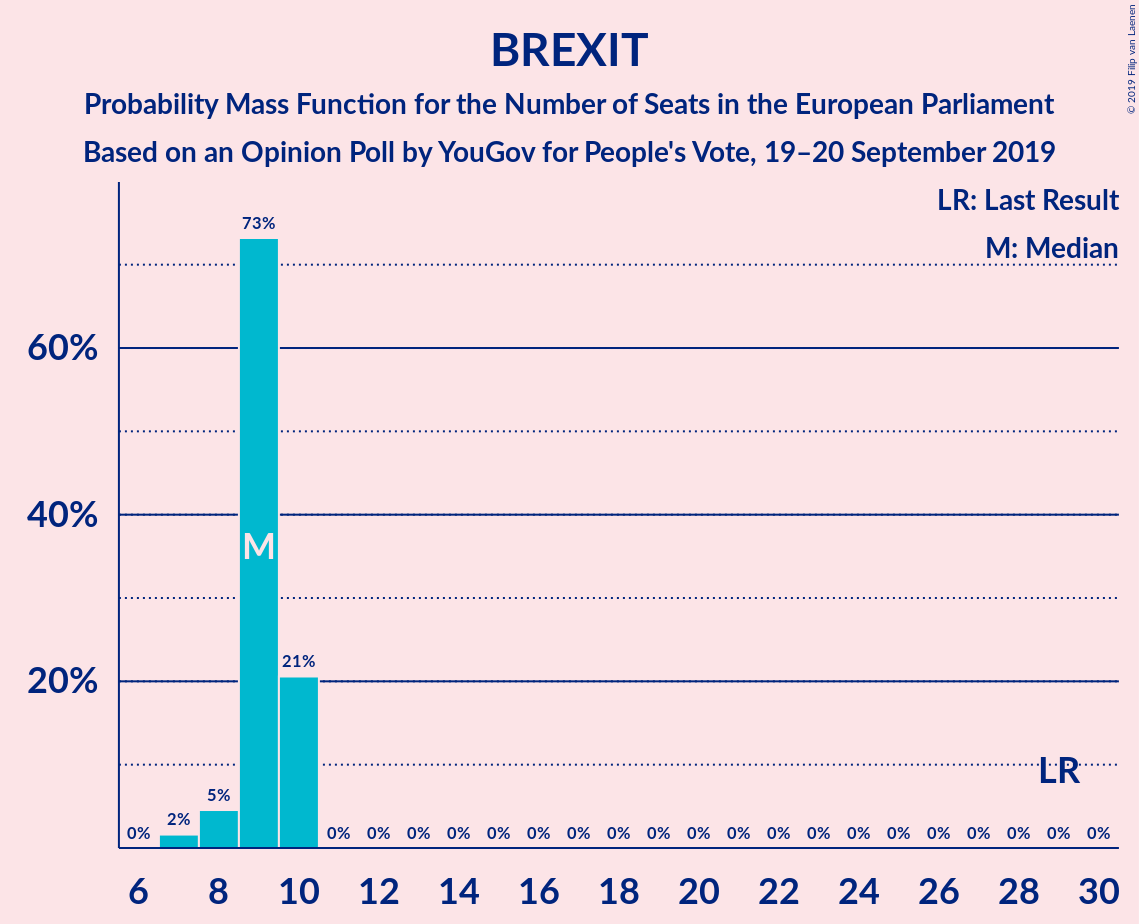 BREXIT
Probability Mass Function for the Number of Seats in the European Parliament
Based on an Opinion Poll by YouGov for People's Vote, 19–20 September 2019
© 2019 Filip van Laenen
LR: Last Result
M: Median
73%
60%
40%
M
21%
20%
LR
5%
2%
0% 0% 0% 0% 0% 0% 0% 0% 0% 0% 0% 0% 0% 0% 0% 0% 0% 0% 0% 0% 0%
6 8 10 12 14 16 18 20 22 24 26 28 30